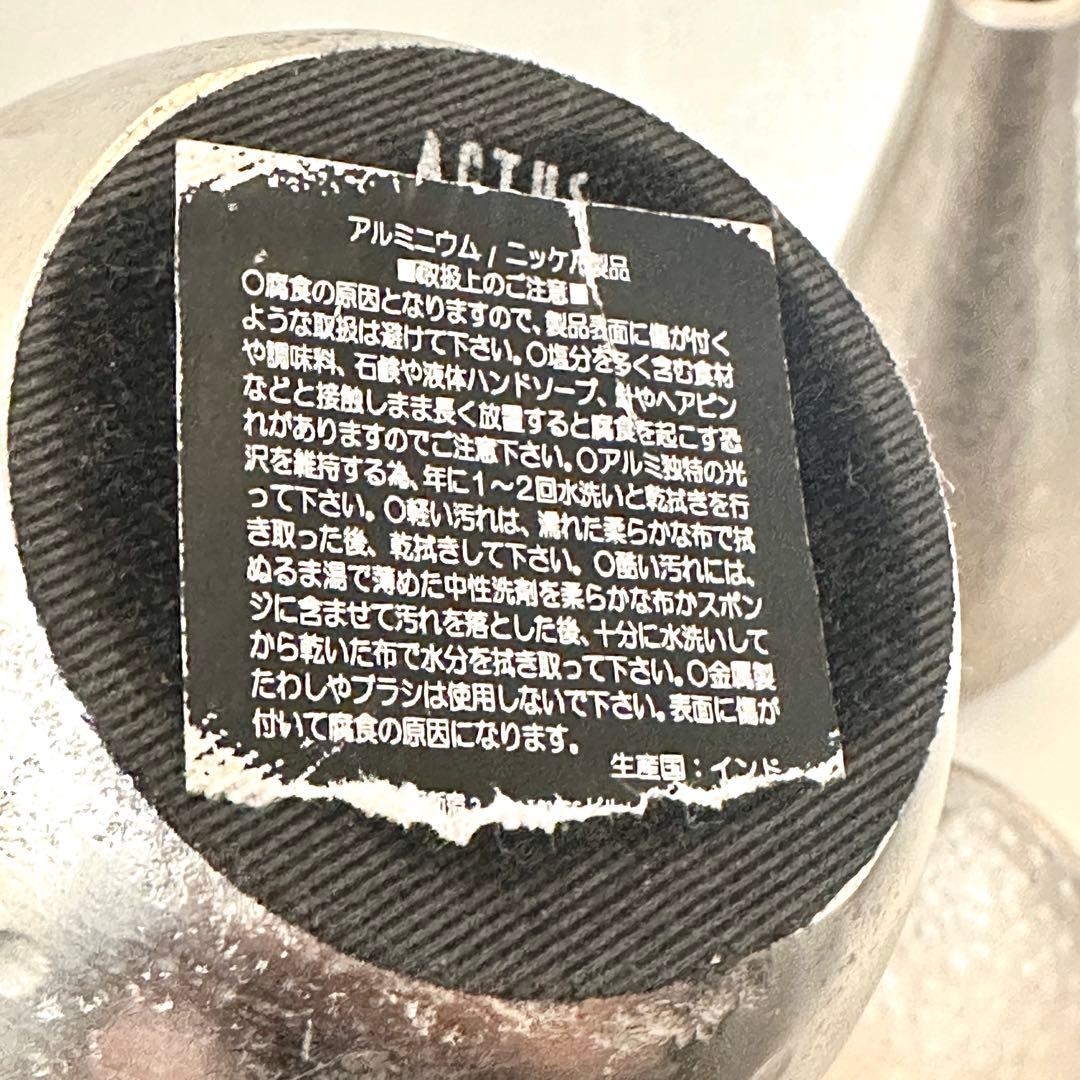 ACTUS
アルミニウム / ニッケル製品
■取扱上のご注意■
○腐食の原因となりますので、製品表面に傷が付く
ような取扱は避けて下さい。○塩分を多く含む食材
や調味料、石鹸や液体ハンドソープ、針やヘアピン
などと接触しまま長く放置すると腐食を起こす恐
れがありますのでご注意下さい。○アルミ独特の光
沢を維持する為、年に1〜2回水洗いと乾拭きを行
って下さい。○軽い汚れは、濡れた柔らかな布で拭
き取った後、乾拭きして下さい。○酷い汚れには、
ぬるま湯で薄めた中性洗剤を柔らかな布かスポン
ジに含ませて汚れを落とした後、十分に水洗いして
から乾いた布で水分を拭き取って下さい。○金属製
たわしやブラシは使用しないで下さい。表面に傷が
付いて腐食の原因になります。
生産国：インド